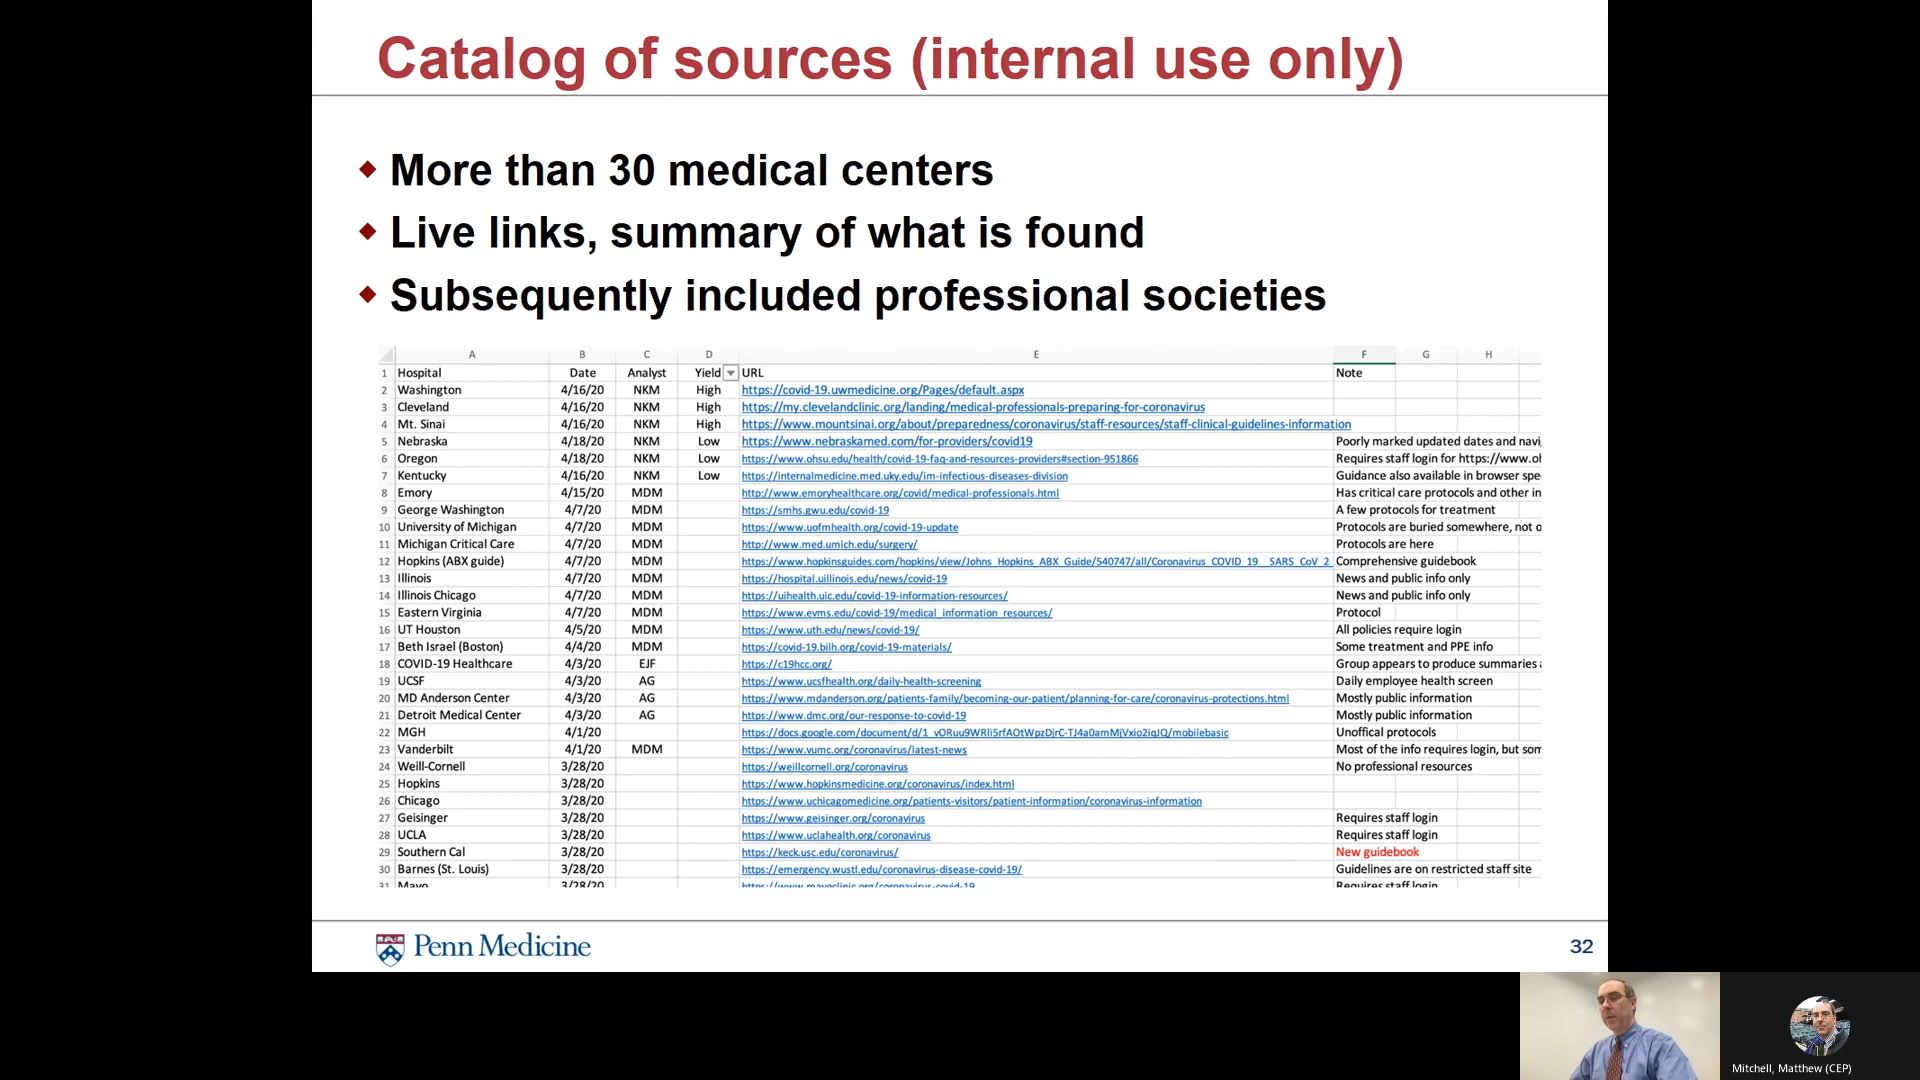 Catalog of sources (internal use only)
More than 30 medical centers
Live links, summary of what is found
Subsequently included professional societies
A B C D E F G H
1 Hospital Date Analyst Yield URL Note
2 Washington 4/16/20 NKM High https://covid-19.uwmedicine.org/Pages/default.aspx
3 Cleveland 4/16/20 NKM High https://my.clevelandclinic.org/landing/medical-professionals-preparing-for-coronavirus
4 Mt. Sinai 4/16/20 NKM High https://www.mountsinai.org/about/preparedness/coronavirus/staff-resources/staff-clinical-guidelines-information
5 Nebraska 4/18/20 NKM Low https://www.nebraskamed.com/for-providers/covid19 Poorly marked updated dates and navi
6 Oregon 4/18/20 NKM Low https://www.ohsu.edu/health/covid-19-faq-and-resources-providers#section-951866 Requires staff login for https://www.oh
7 Kentucky 4/16/20 NKM Low https://internalmedicine.med.uky.edu/im-infectious-diseases-division Guidance also available in browser spe
8 Emory 4/15/20 MDM http://www.emoryhealthcare.org/covid/medical-professionals.html Has critical care protocols and other in
9 George Washington 4/7/20 MDM https://smhs.gwu.edu/covid-19 A few protocols for treatment
10 University of Michigan 4/7/20 MDM https://www.uofmhealth.org/covid-19-update Protocols are buried somewhere, not o
11 Michigan Critical Care 4/7/20 MDM http://www.med.umich.edu/surgery/ Protocols are here
12 Hopkins (ABX guide) 4/7/20 MDM https://www.hopkinsguides.com/hopkins/view/Johns_Hopkins_ABX_Guide/540747/all/Coronavirus_COVID_19__SARS_CoV_2_ Comprehensive guidebook
13 Illinois 4/7/20 MDM https://hospital.uillinois.edu/news/covid-19 News and public info only
14 Illinois Chicago 4/7/20 MDM https://uihealth.uic.edu/covid-19-information-resources/ News and public info only
15 Eastern Virginia 4/7/20 MDM https://www.evms.edu/covid-19/medical_information_resources/ Protocol
16 UT Houston 4/5/20 MDM https://www.uth.edu/news/covid-19/ All policies require login
17 Beth Israel (Boston) 4/4/20 MDM https://covid-19.bilh.org/covid-19-materials/ Some treatment and PPE info
18 COVID-19 Healthcare 4/3/20 EJF https://c19hcc.org/ Group appears to produce summaries a
19 UCSF 4/3/20 AG https://www.ucsfhealth.org/daily-health-screening Daily employee health screen
20 MD Anderson Center 4/3/20 AG https://www.mdanderson.org/patients-family/becoming-our-patient/planning-for-care/coronavirus-protections.html Mostly public information
21 Detroit Medical Center 4/3/20 AG https://www.dmc.org/our-response-to-covid-19 Mostly public information
22 MGH 4/1/20 Unoffical protocols
23 Vanderbilt 4/1/20 MDM https://www.vumc.org/coronavirus/latest-news Most of the info requires login, but som
24 Weill-Cornell 3/28/20 https://weillcornell.org/coronavirus No professional resources
25 Hopkins 3/28/20 https://www.hopkinsmedicine.org/coronavirus/index.html
26 Chicago 3/28/20 https://www.uchicagomedicine.org/patients-visitors/patient-information/coronavirus-information
27 Geisinger 3/28/20 https://www.geisinger.org/coronavirus Requires staff login
28 UCLA 3/28/20 https://www.uclahealth.org/coronavirus Requires staff login
29 Southern Cal 3/28/20 https://keck.usc.edu/coronavirus/ New guidebook
30 Barnes (St. Louis) 3/28/20 https://emergency.wustl.edu/coronavirus-disease-covid-19/ Guidelines are on restricted staff site
31 Mayo 3/28/20 https://www.mayoclinic.org/coronavirus-covid-19 Requires staff login
Penn Medicine
32
Mitchell, Matthew (CEP)